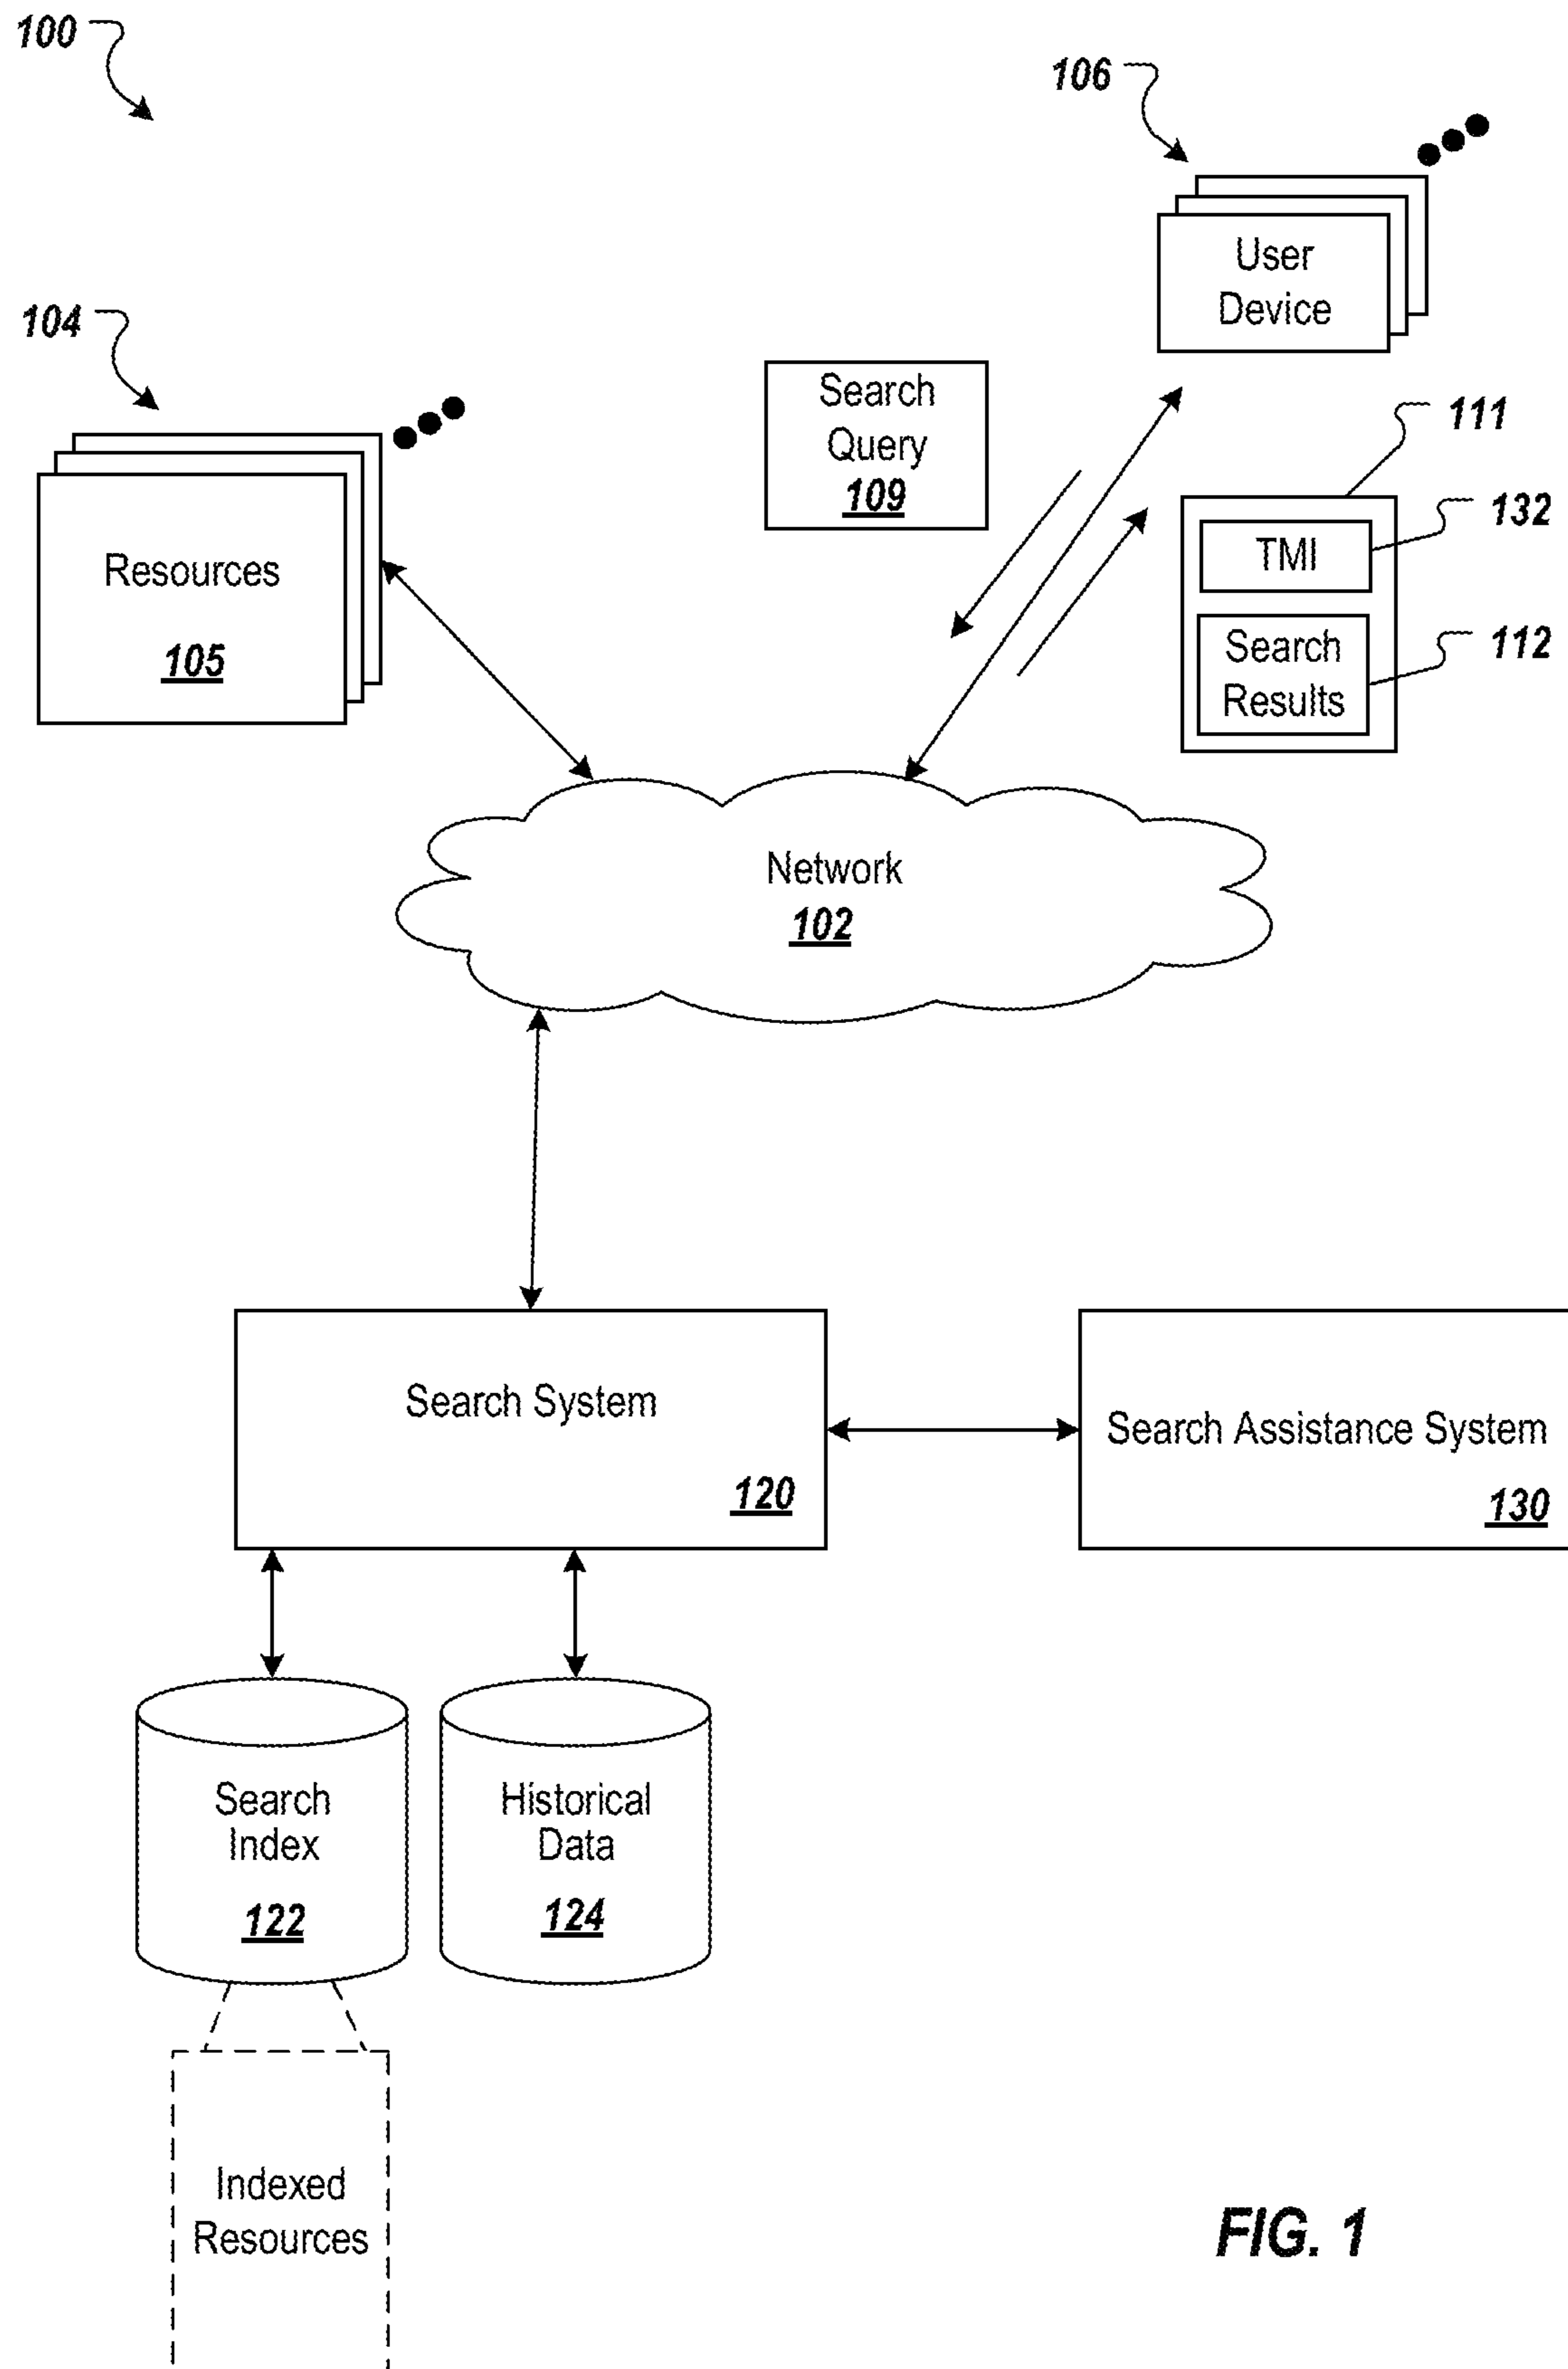 100
106
User
Device
104
Search
Query
109
111
132
TMI
Resources
105
Search
Results
112
Network
102
Search System
120
Search Assistance System
130
Search
Index
122
Historical
Data
124
Indexed
Resources
FIG. 1